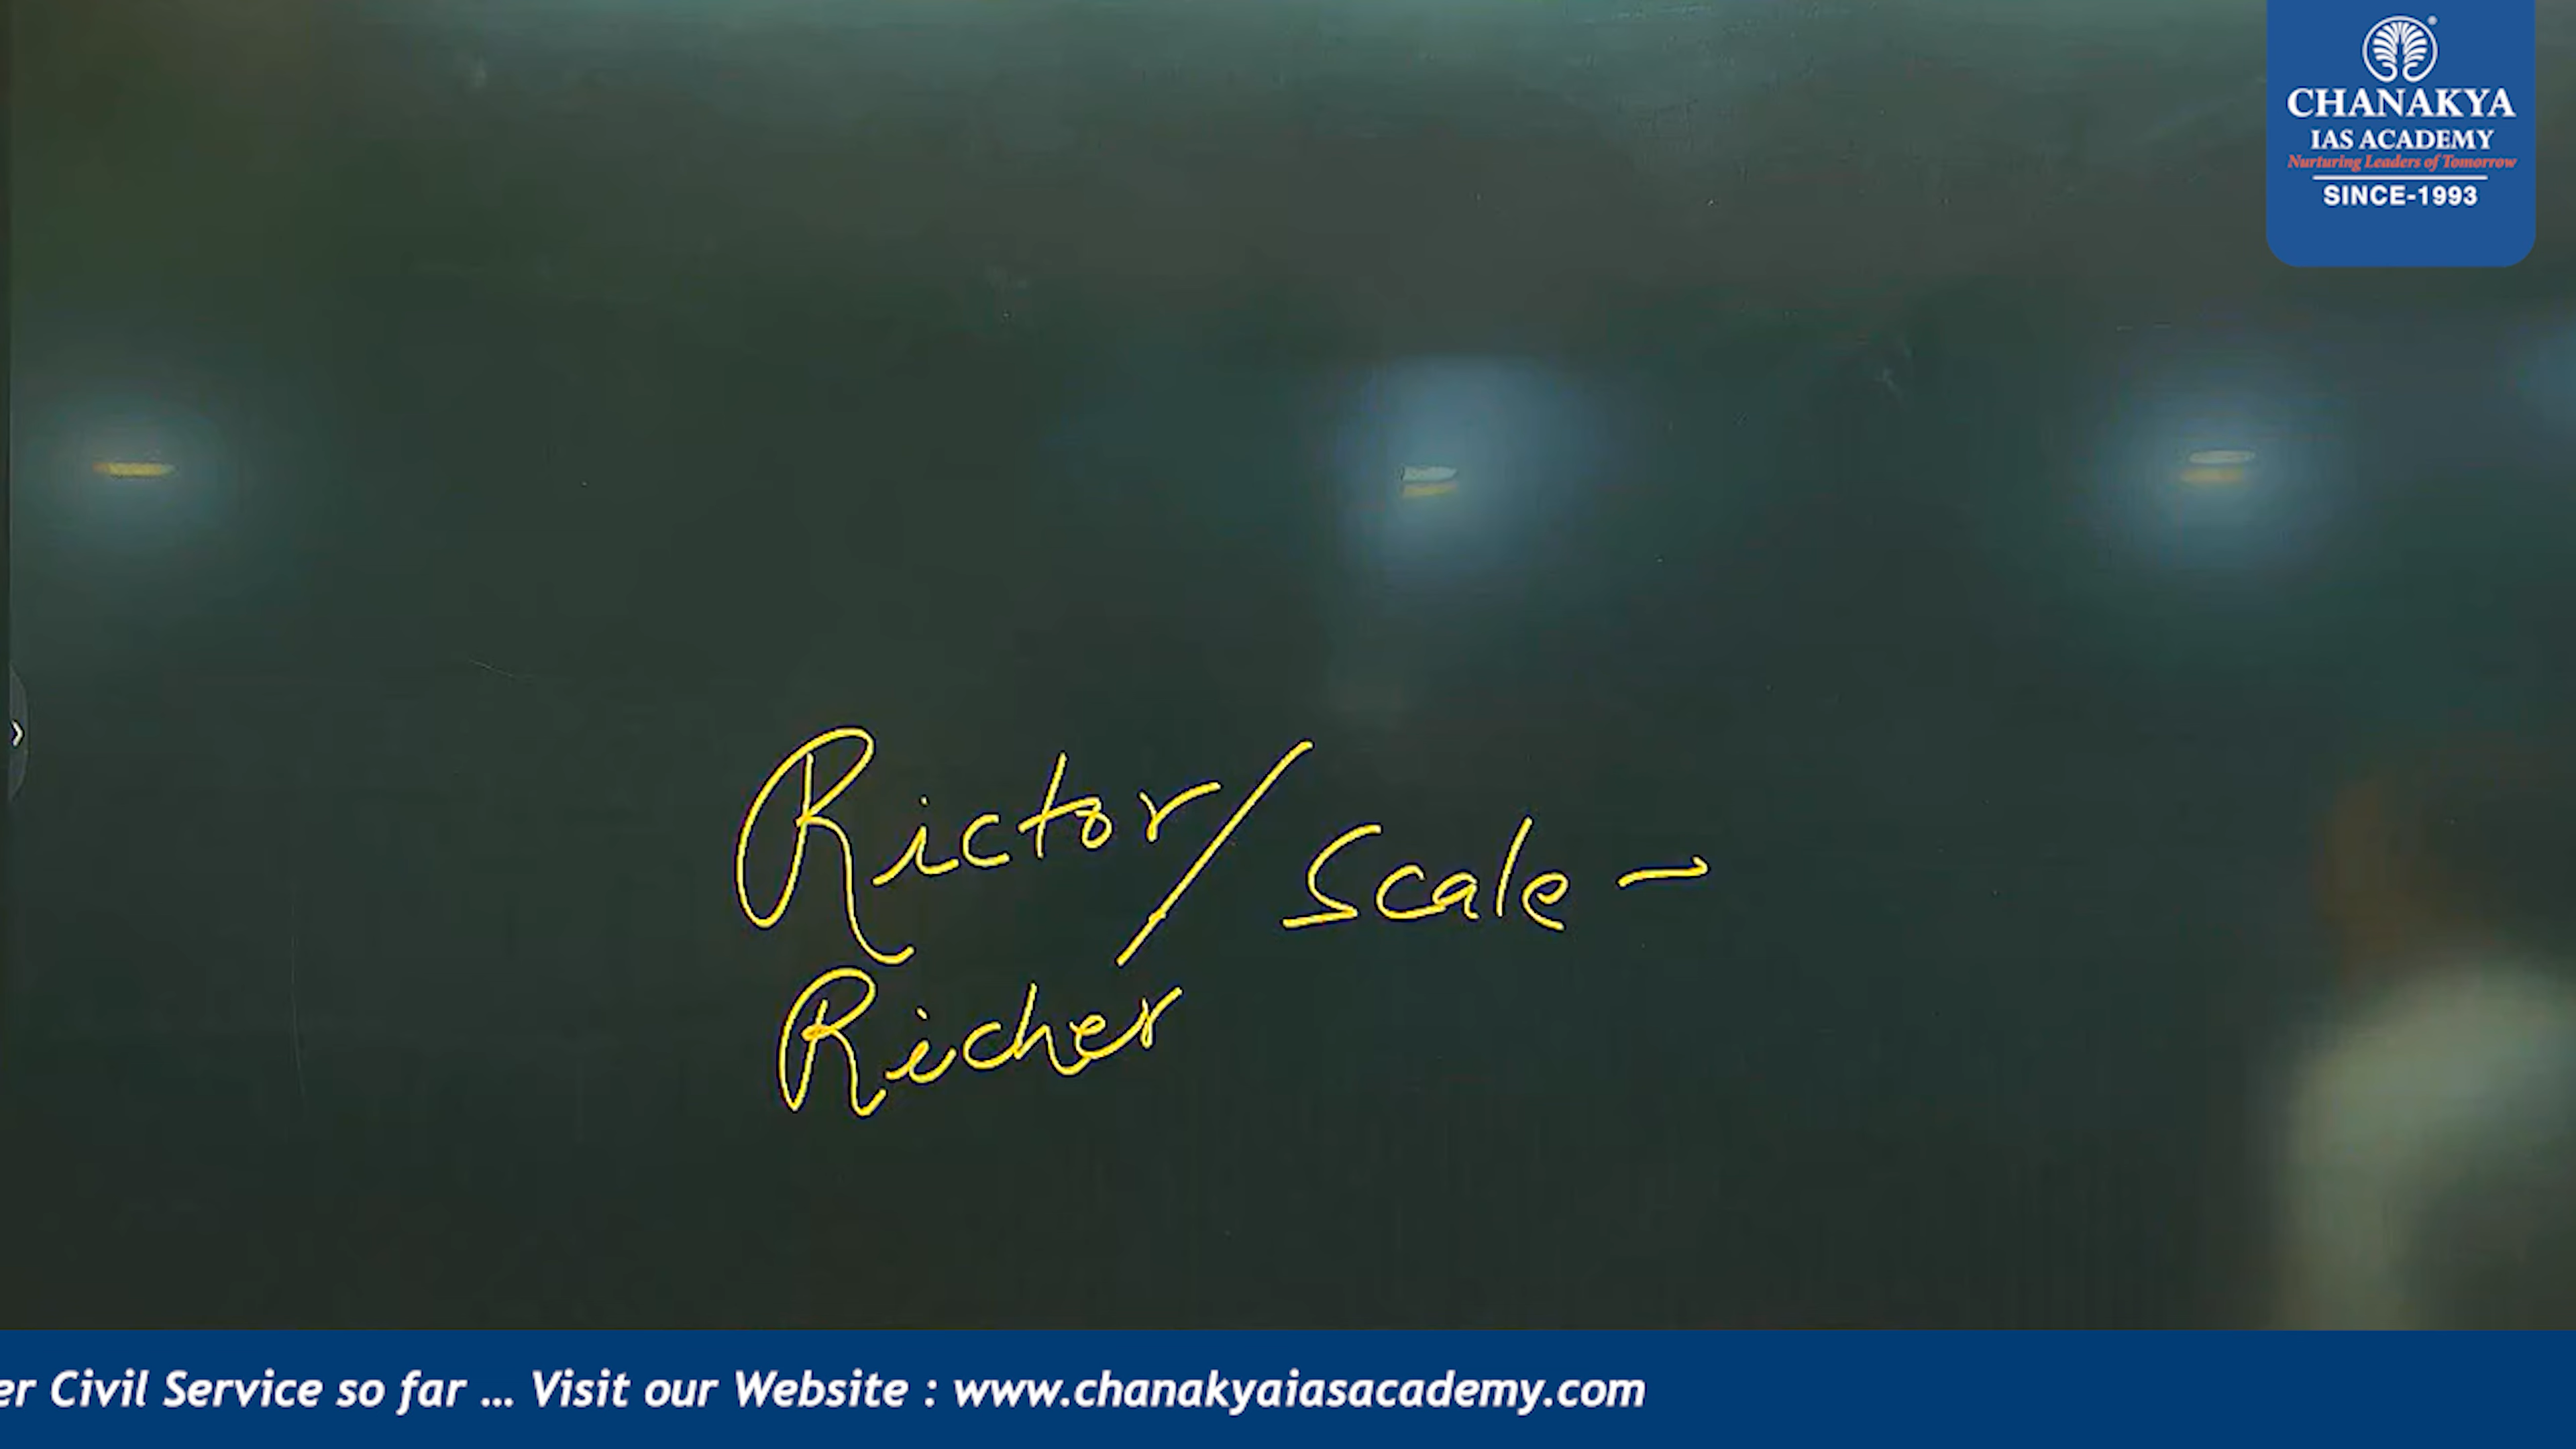 CHANAKYA
IAS ACADEMY
Nurturing Leaders of Tomorrow
SINCE-1993
Rictor/ Scale -
Richer
er Civil Service so far ... Visit our Website : www.chanakyaiasacademy.com